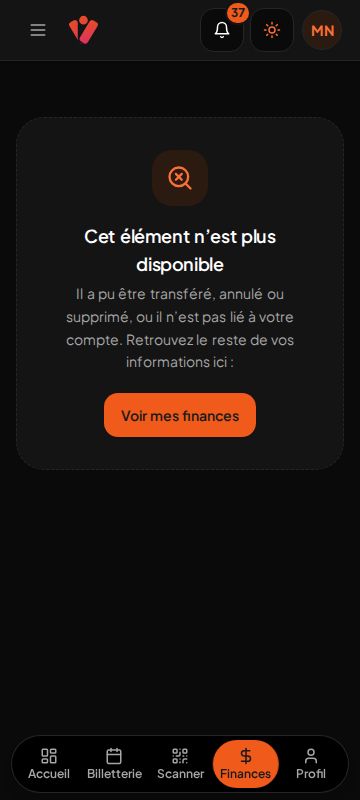 37
MN
Cet élément n’est plus
disponible
Il a pu être transféré, annulé ou
supprimé, ou il n’est pas lié à votre
compte. Retrouvez le reste de vos
informations ici :
Voir mes finances
Accueil
Billetterie
Scanner
Finances
Profil